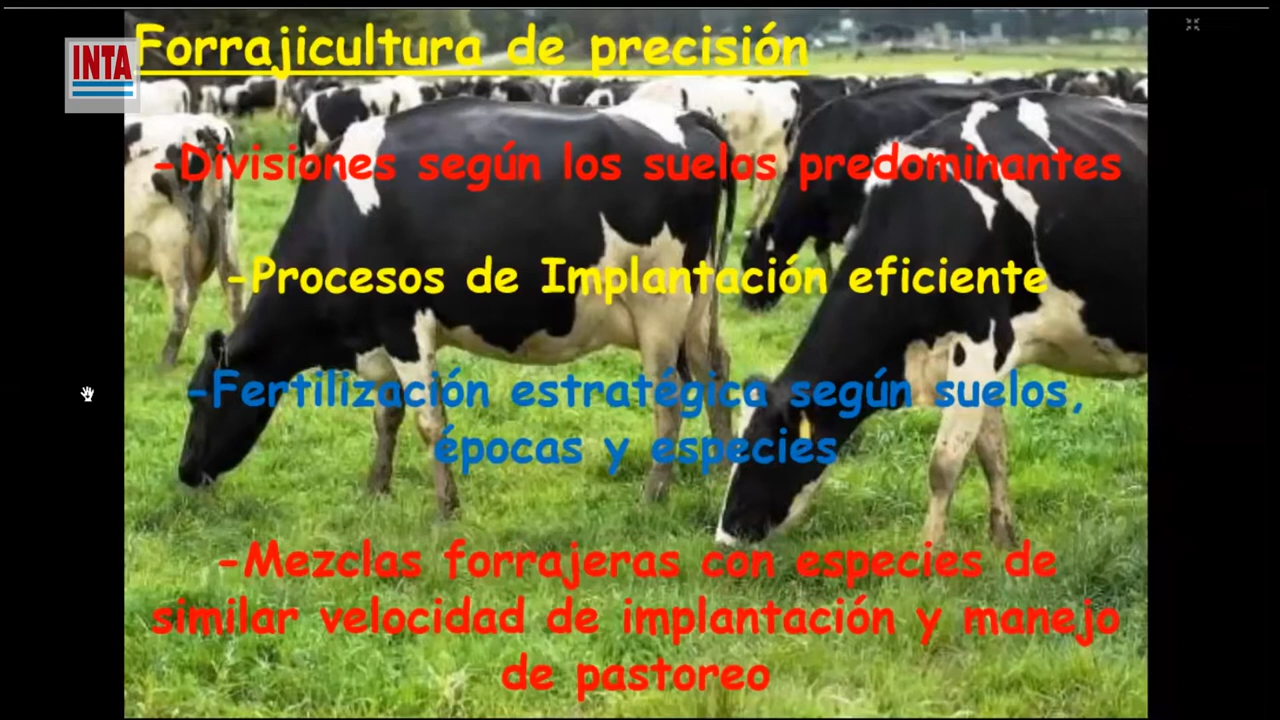 INTA
Forrajicultura de precisión
-Divisiones según los suelos predominantes
-Procesos de Implantación eficiente
-Fertilización estratégica según suelos,
épocas y especies
-Mezclas forrajeras con especies de
similar velocidad de implantación y manejo
de pastoreo